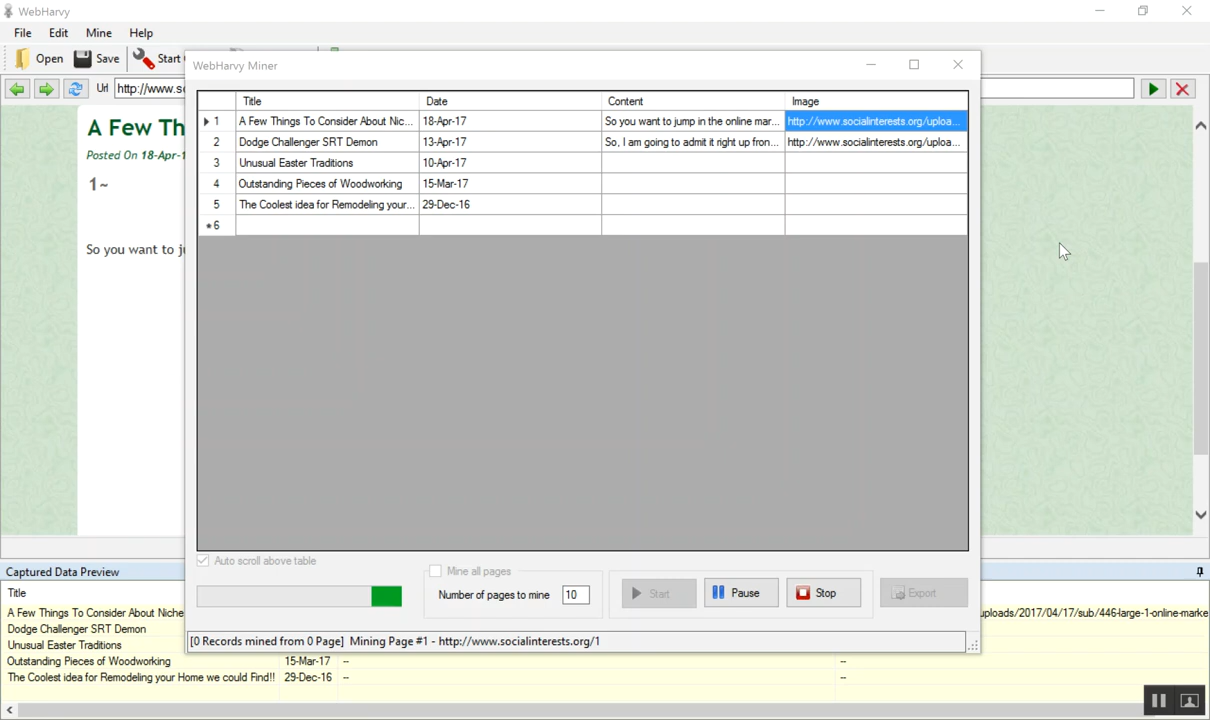 WebHarvy
File Edit Mine Help
Open Save Start
WebHarvy Miner
Url http://www.s
Title Date Content Image
1 A Few Things To Consider About Nic... 18-Apr-17 So you want to jump in the online mar... http://www.socialinterests.org/uploa...
2 Dodge Challenger SRT Demon 13-Apr-17 So, I am going to admit it right up fron... http://www.socialinterests.org/uploa...
3 Unusual Easter Traditions 10-Apr-17
4 Outstanding Pieces of Woodworking 15-Mar-17
5 The Coolest idea for Remodeling your... 29-Dec-16
*6
A Few Th
Posted On 18-Apr-1
1~
So you want to ju
Auto scroll above table
Mine all pages
Number of pages to mine 10
Start Pause Stop Export
[0 Records mined from 0 Page] Mining Page #1 - http://www.socialinterests.org/1
Captured Data Preview
Title
A Few Things To Consider About Niche uploads/2017/04/17/sub/446-large-1-online-marke
Dodge Challenger SRT Demon
Unusual Easter Traditions
Outstanding Pieces of Woodworking 15-Mar-17 -- --
The Coolest idea for Remodeling your Home we could Find!! 29-Dec-16 -- --